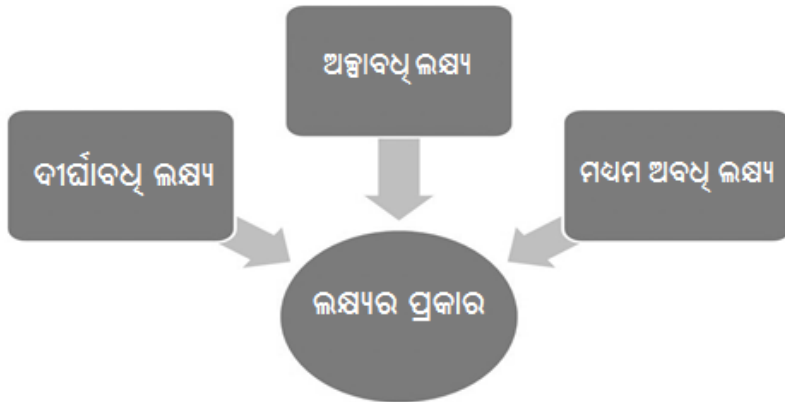 ଅଳ୍ପାବଧି ଲକ୍ଷ୍ୟ
ଦୀର୍ଘାବଧି ଲକ୍ଷ୍ୟ
ମଧ୍ୟମ ଅବଧି ଲକ୍ଷ୍ୟ
ଲକ୍ଷ୍ୟର ପ୍ରକାର